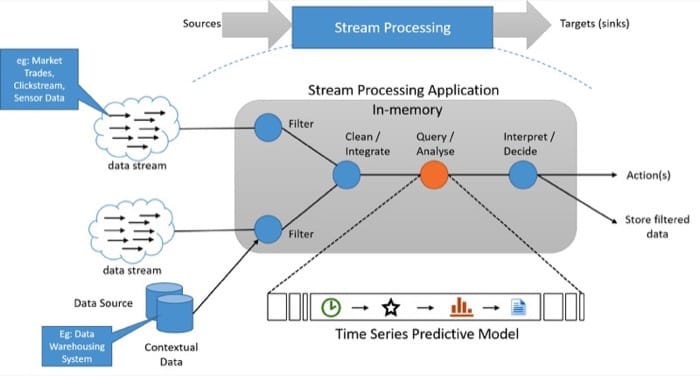 Sources
Stream Processing
Targets (sinks)
eg: Market
Trades,
Clickstream,
Sensor Data
Stream Processing Application
In-memory
Filter
Clean /
Integrate
Query /
Analyse
Interpret /
Decide
data stream
Action(s)
Store filtered
data
Filter
data stream
Data Source
Time Series Predictive Model
Eg: Data
Warehousing
System
Contextual
Data